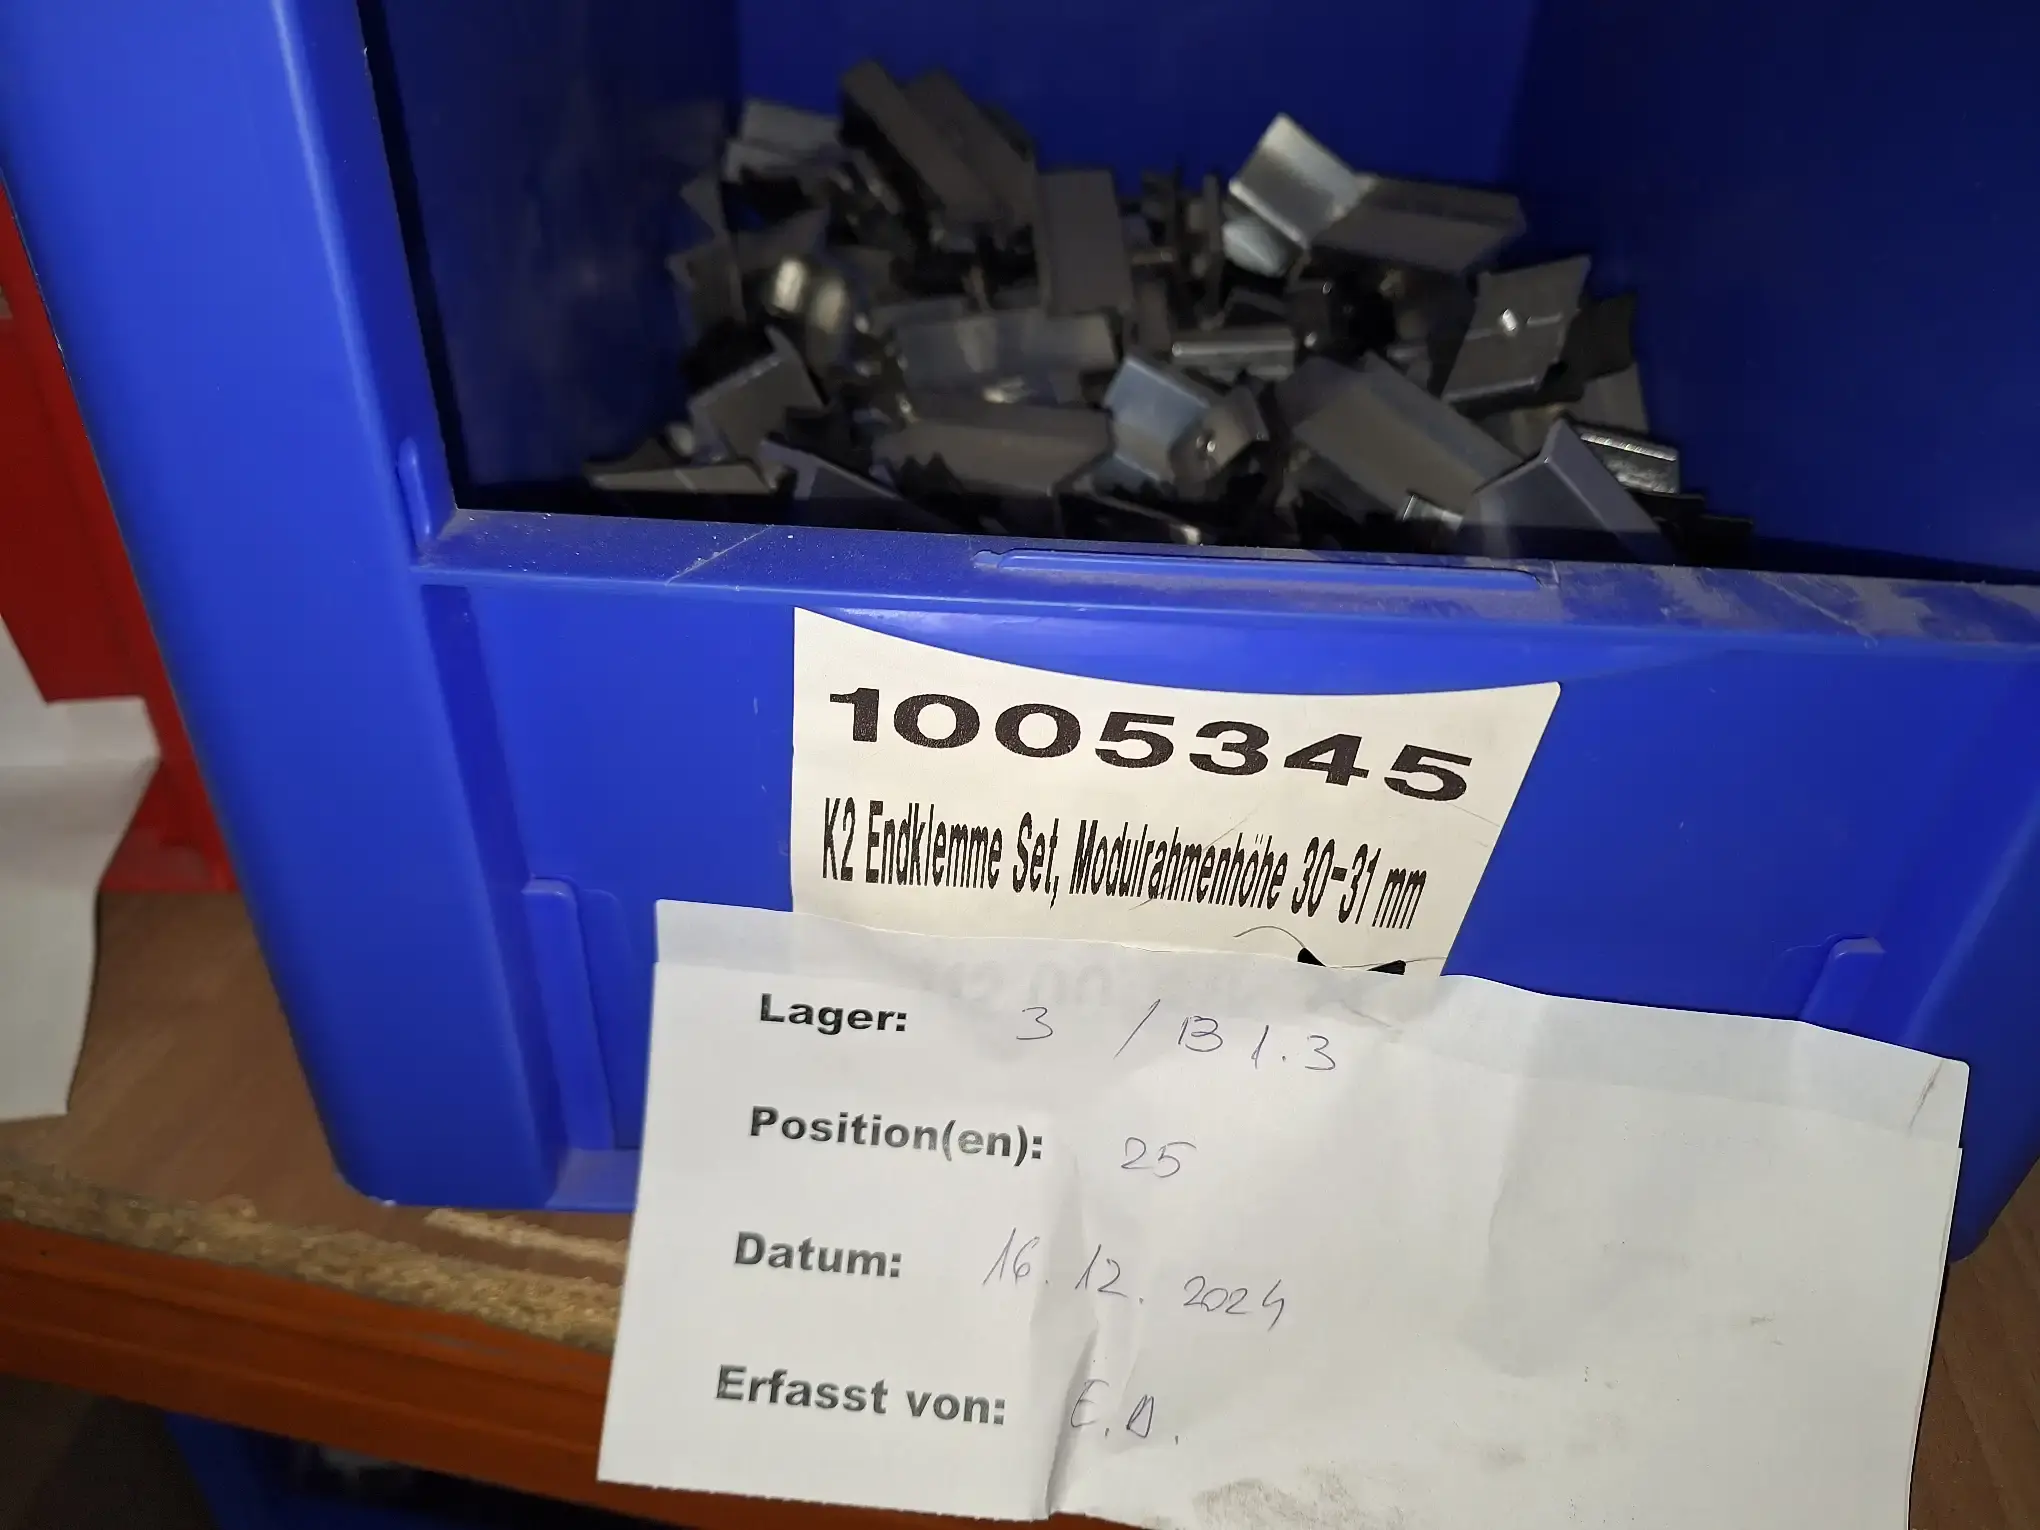 1005345
K2 Endklemme Set, Modulrahmenhöhe 30-31 mm
Lager: 3 / B 1.3
Position(en): 25
Datum: 16.12.2024
Erfasst von: E.D.